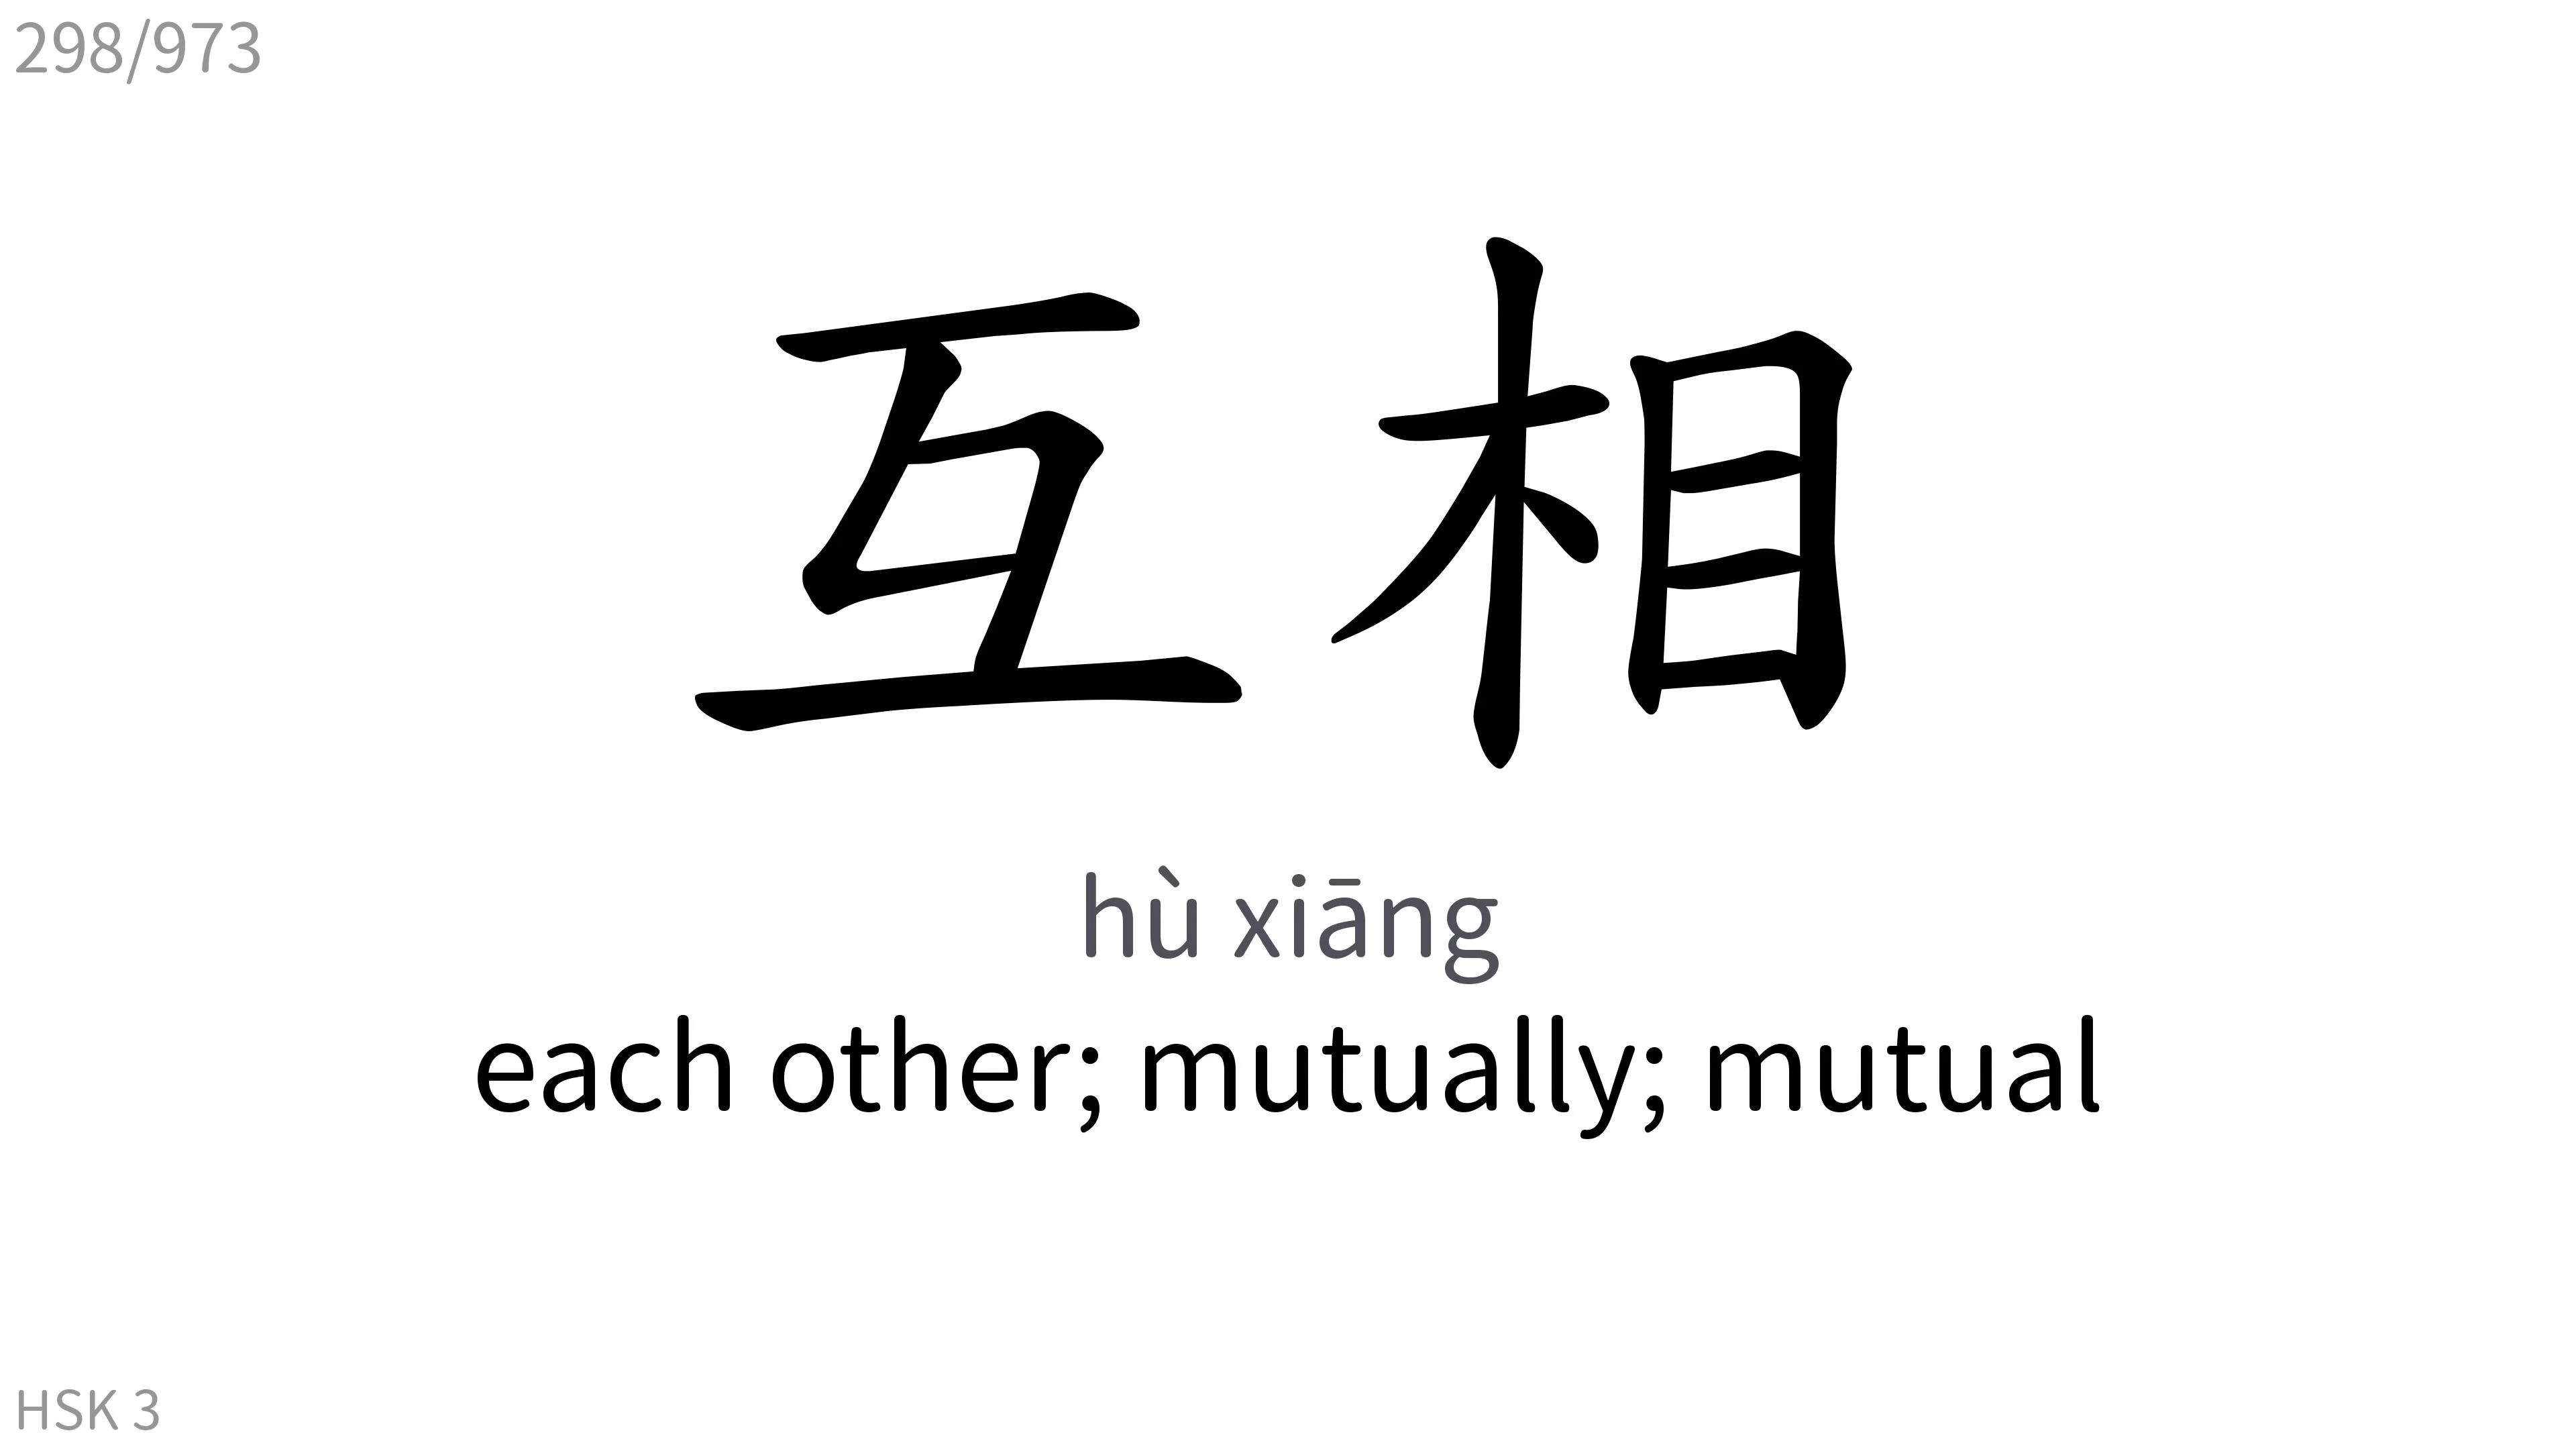 298/973
互相
hù xiāng
each other; mutually; mutual
HSK 3